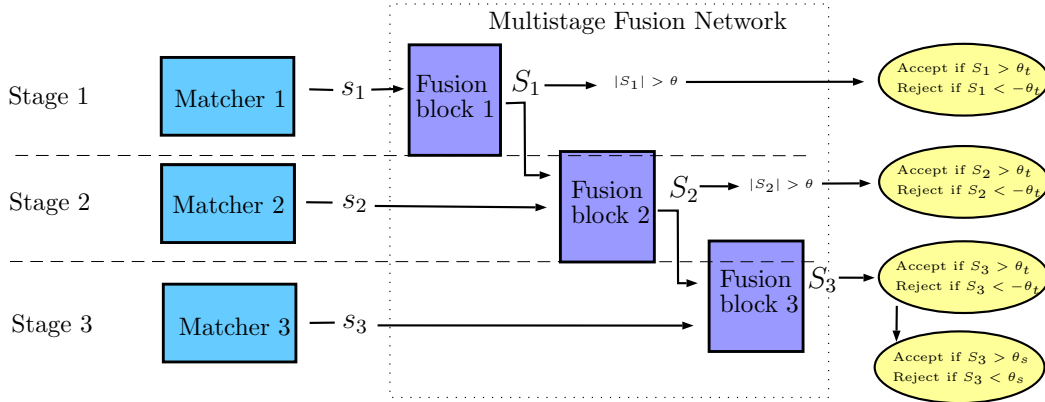 Multistage Fusion Network
Stage 1
Matcher 1
s₁
Fusion
block 1
S₁
|S₁| > θ
Accept if S₁ > θₜ
Reject if S₁ < −θₜ
Stage 2
Matcher 2
s₂
Fusion
block 2
S₂
|S₂| > θ
Accept if S₂ > θₜ
Reject if S₂ < −θₜ
Stage 3
Matcher 3
s₃
Fusion
block 3
S₃
Accept if S₃ > θₜ
Reject if S₃ < −θₜ
Accept if S₃ > θₛ
Reject if S₃ < θₛ